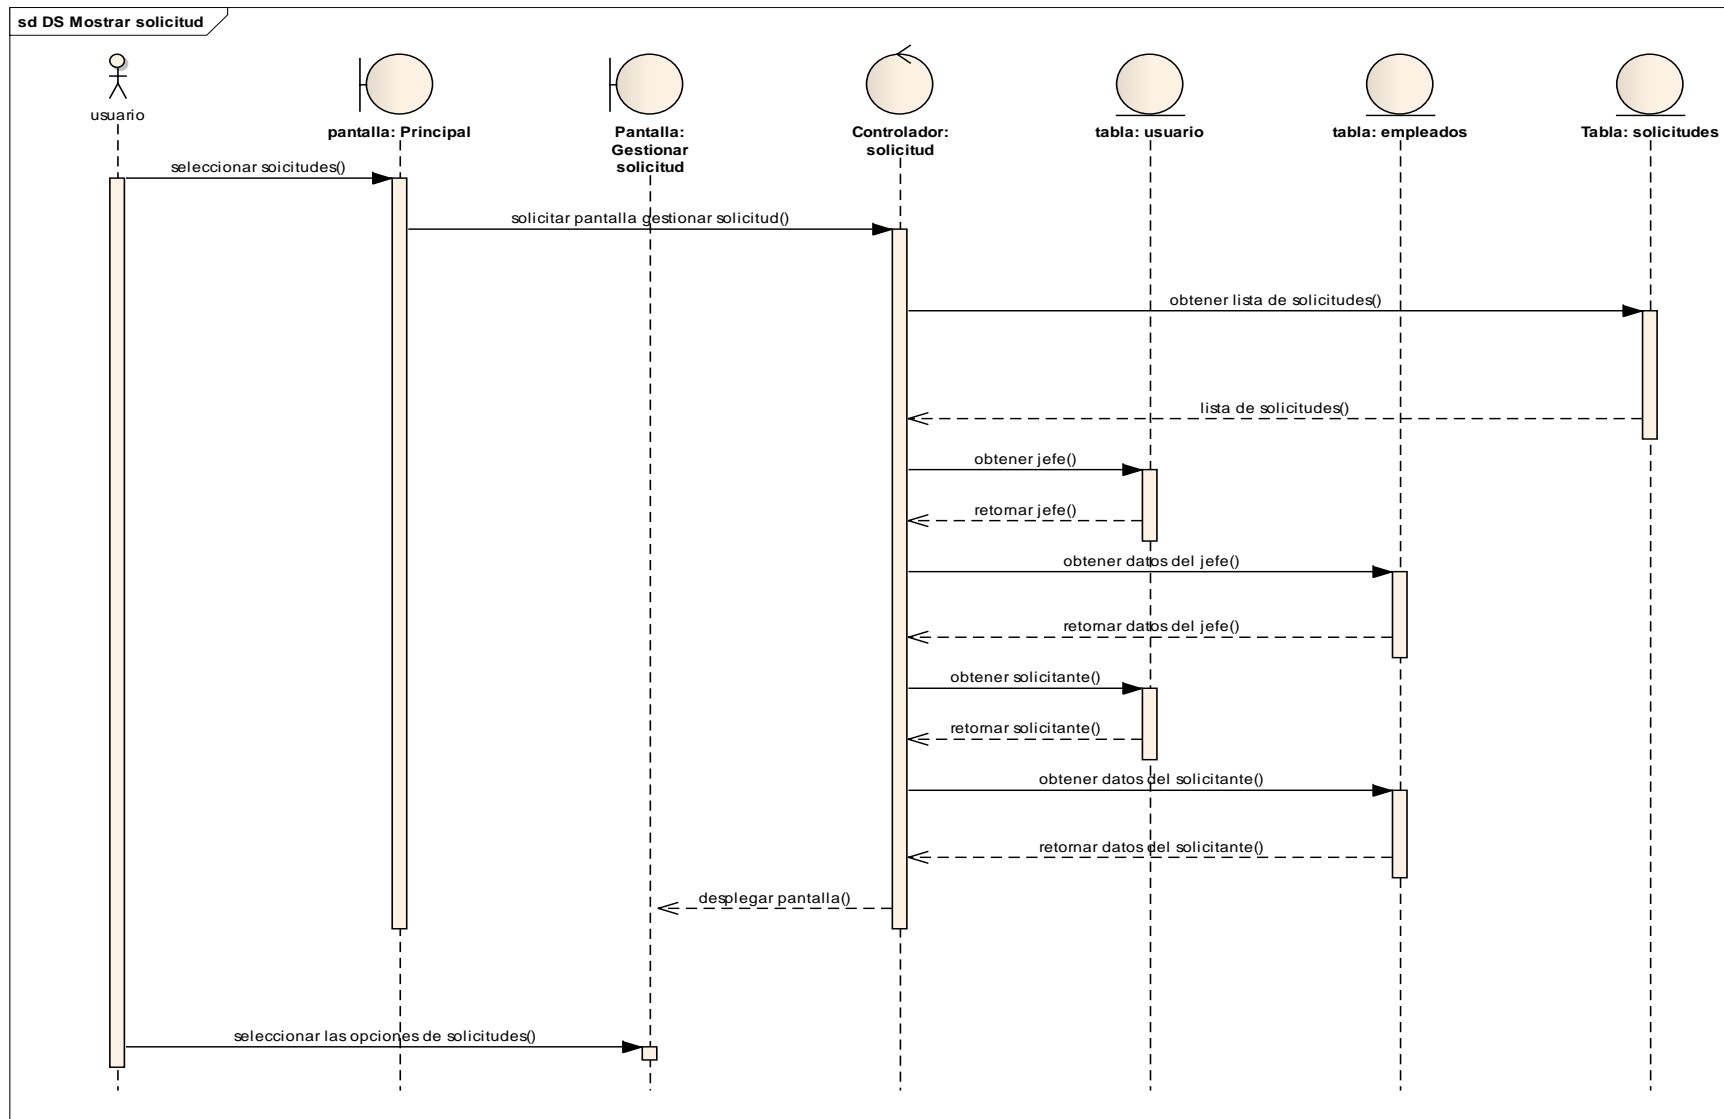 sd DS Mostrar solicitud
usuario
pantalla: Principal
Pantalla:
Gestionar
solicitud
Controlador:
solicitud
tabla: usuario
tabla: empleados
Tabla: solicitudes
seleccionar soicitudes()
solicitar pantalla gestionar solicitud()
obtener lista de solicitudes()
lista de solicitudes()
obtener jefe()
retornar jefe()
obtener datos del jefe()
retornar datos del jefe()
obtener solicitante()
retornar solicitante()
obtener datos del solicitante()
retornar datos del solicitante()
desplegar pantalla()
seleccionar las opciones de solicitudes()